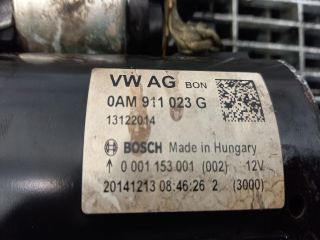 VW AG BON
0AM 911 023 G
13122014
BOSCH Made in Hungary
↑ 0 001 153 001 (002) 12V
20141213 08:46:26 2 (3000)